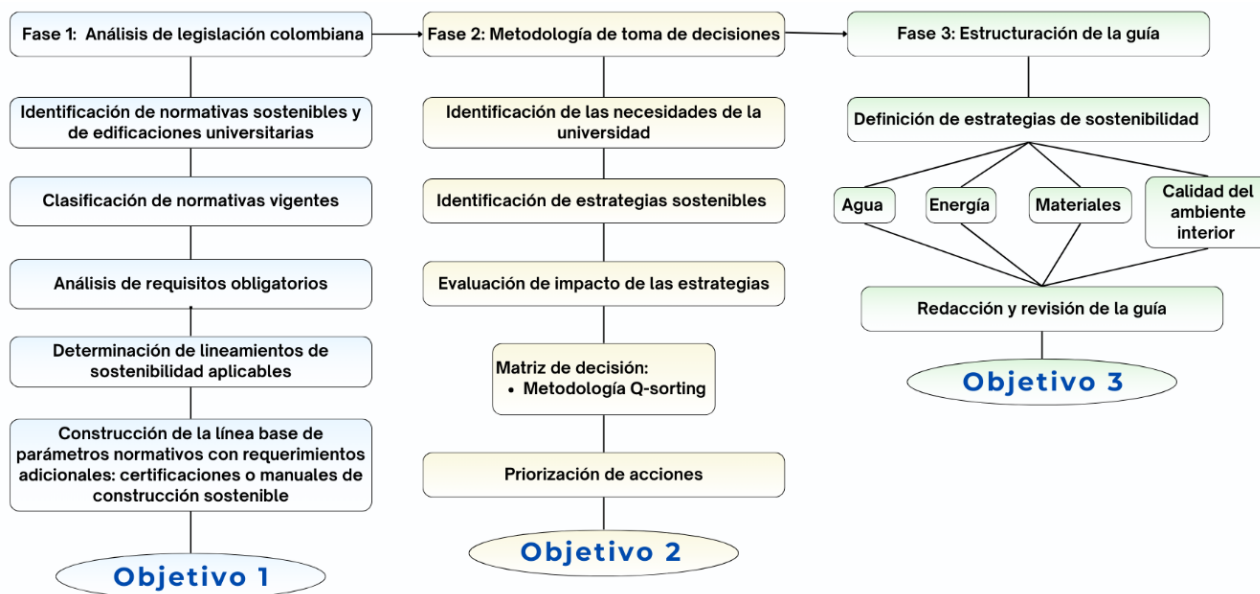 Fase 1:  Análisis de legislación colombiana
Identificación de normativas sostenibles y
de edificaciones universitarias
Clasificación de normativas vigentes
Análisis de requisitos obligatorios
Determinación de lineamientos de
sostenibilidad aplicables
Construcción de la línea base de
parámetros normativos con requerimientos
adicionales: certificaciones o manuales de
construcción sostenible
Objetivo 1
Fase 2: Metodología de toma de decisiones
Identificación de las necesidades de la
universidad
Identificación de estrategias sostenibles
Evaluación de impacto de las estrategias
Matriz de decisión:
• Metodología Q-sorting
Priorización de acciones
Objetivo 2
Fase 3: Estructuración de la guía
Definición de estrategias de sostenibilidad
Agua
Energía
Materiales
Calidad del
ambiente
interior
Redacción y revisión de la guía
Objetivo 3